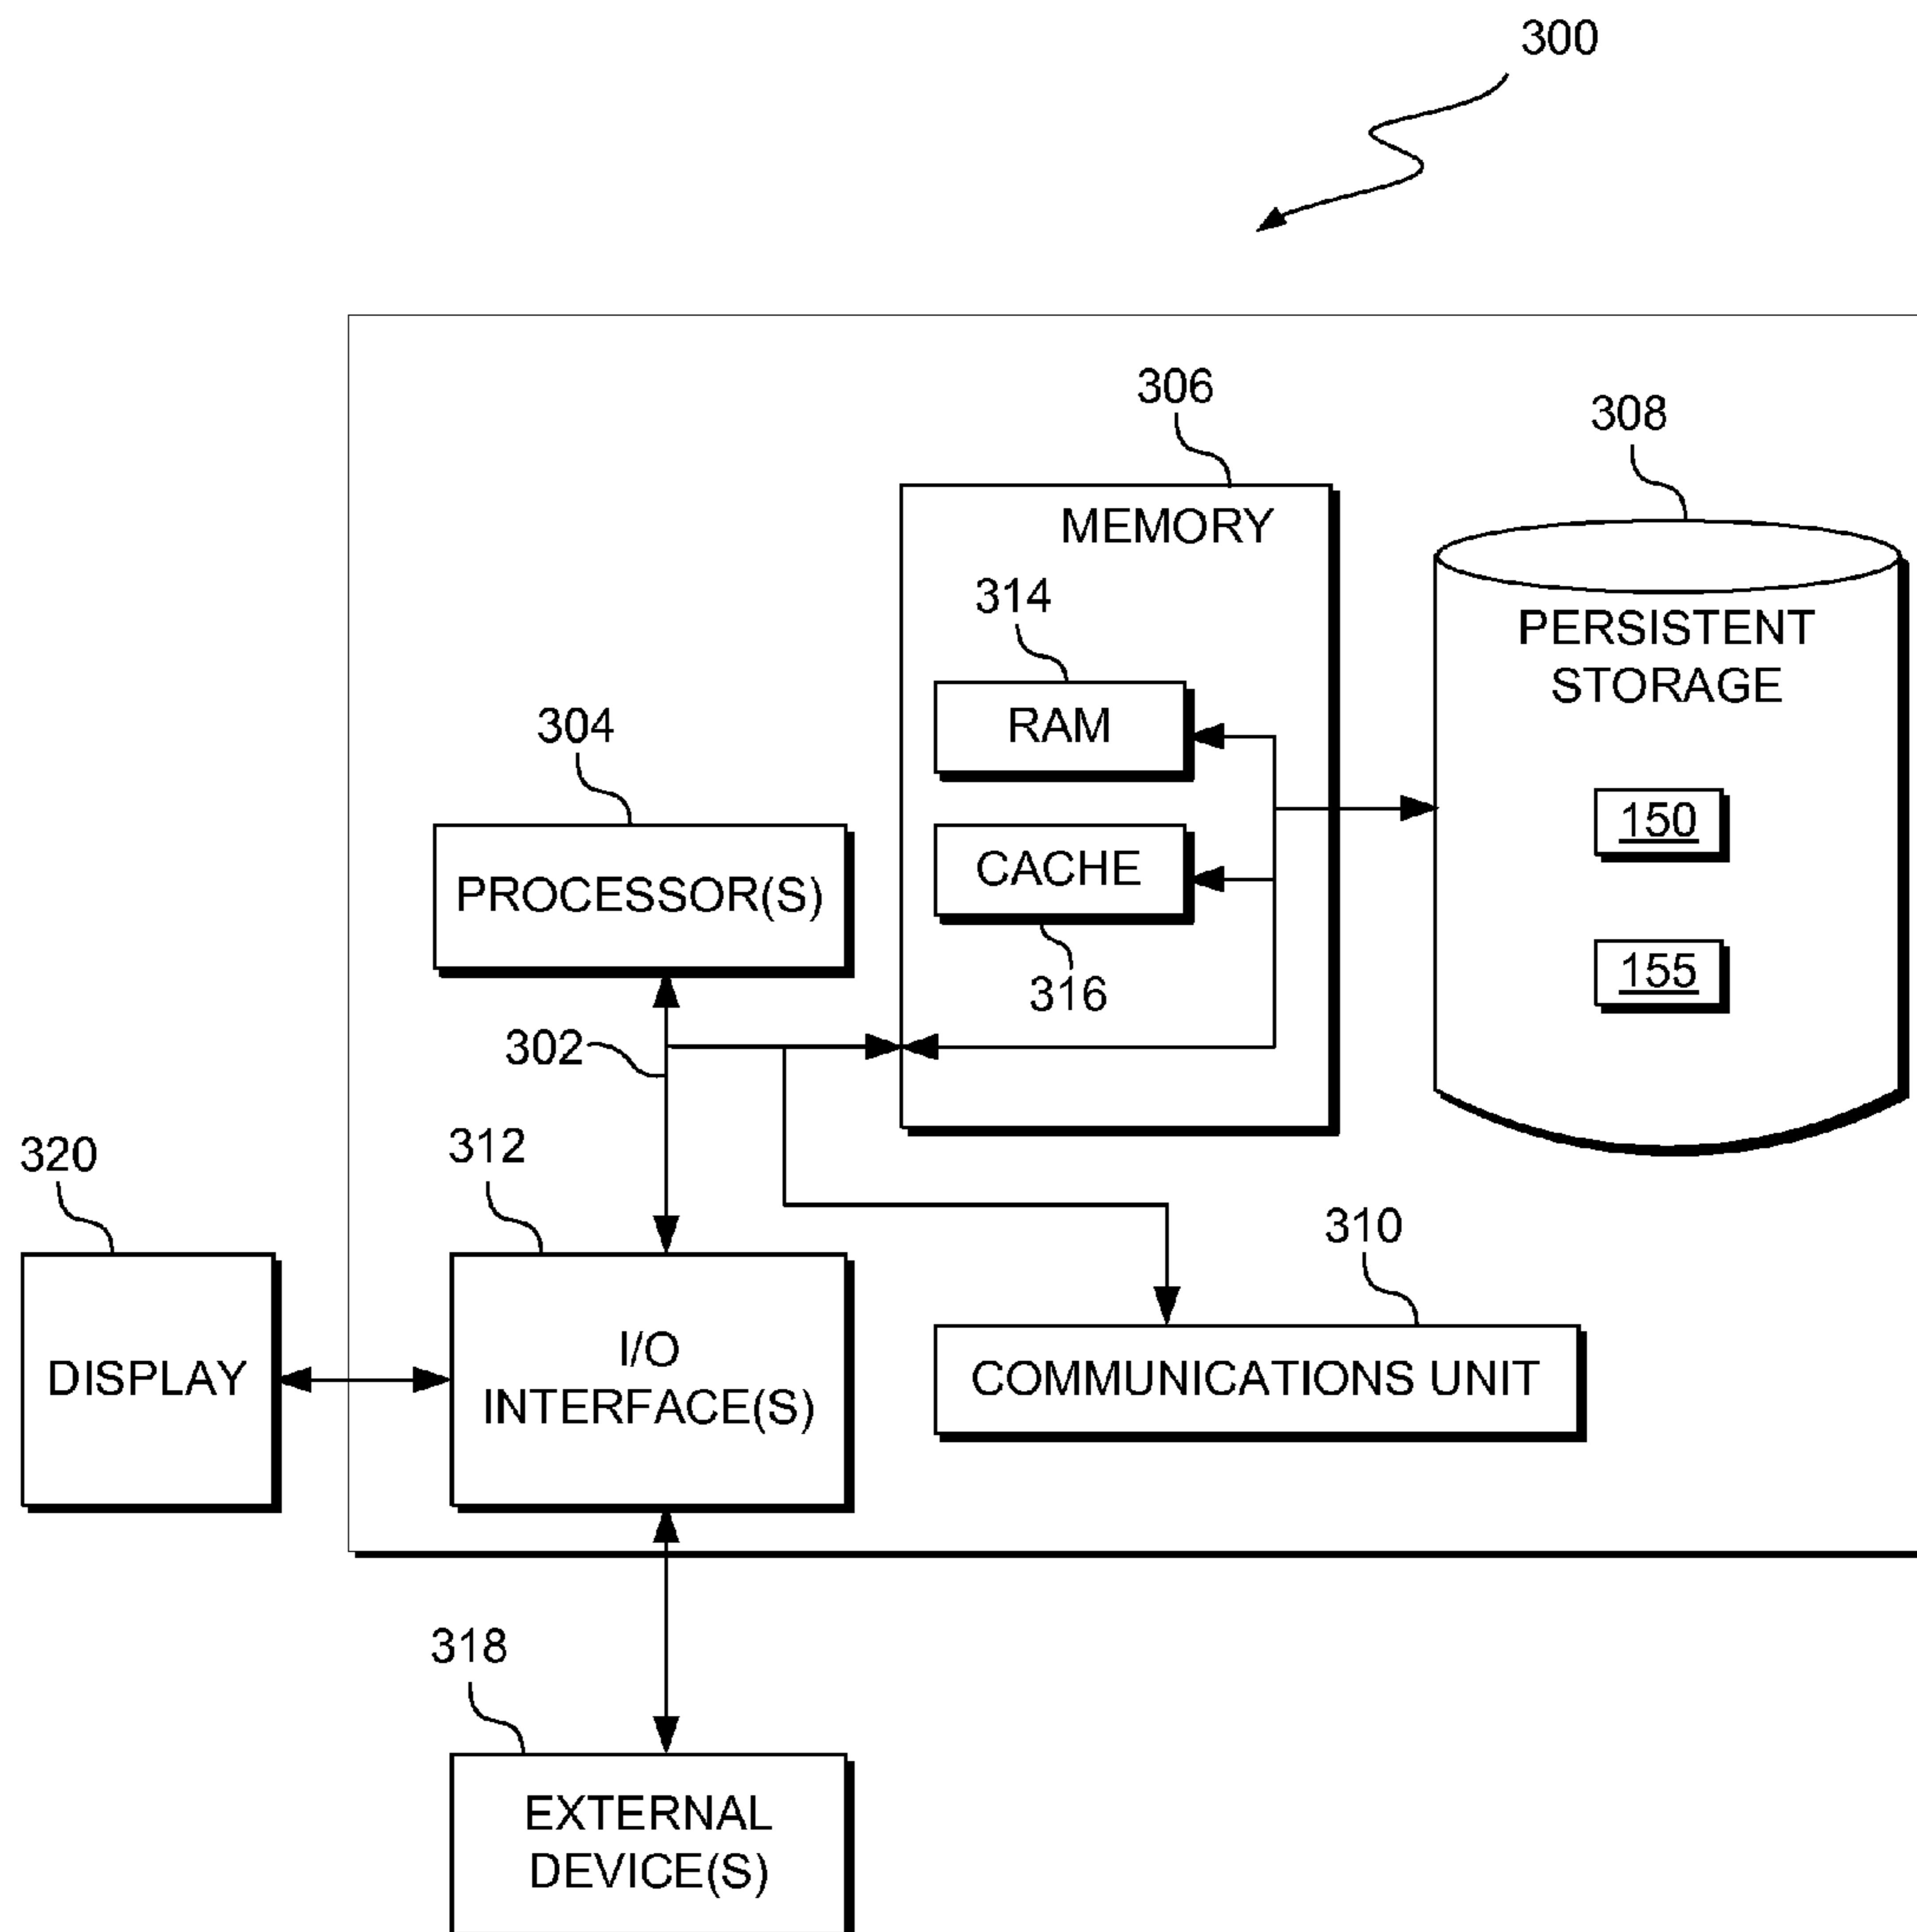 300
306
308
MEMORY
314
PERSISTENT
STORAGE
RAM
304
150
CACHE
PROCESSOR(S)
155
316
302
312
320
310
I/O
INTERFACE(S)
DISPLAY
COMMUNICATIONS UNIT
318
EXTERNAL
DEVICE(S)